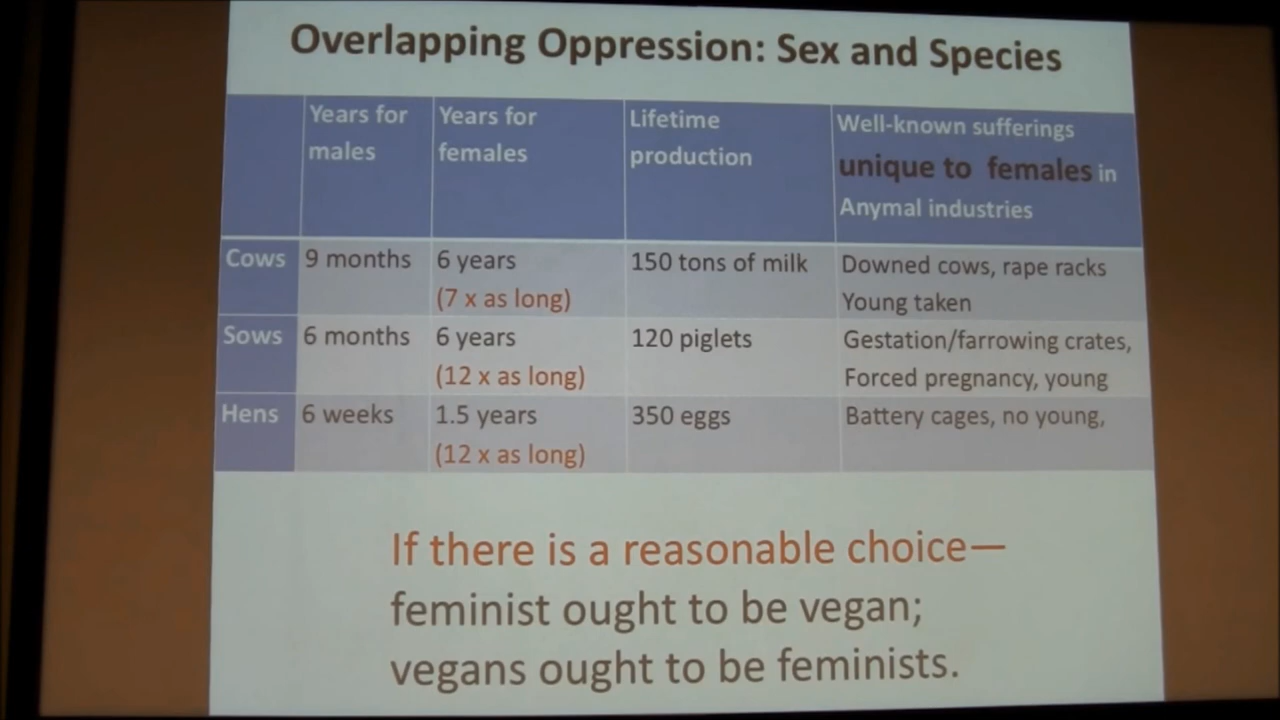 Overlapping Oppression: Sex and Species
Years for males
Years for females
Lifetime production
Well-known sufferings
unique to females in
Anymal industries
Cows
9 months
6 years
(7 x as long)
150 tons of milk
Downed cows, rape racks
Young taken
Sows
6 months
6 years
(12 x as long)
120 piglets
Gestation/farrowing crates,
Forced pregnancy, young
Hens
6 weeks
1.5 years
(12 x as long)
350 eggs
Battery cages, no young,
If there is a reasonable choice—
feminist ought to be vegan;
vegans ought to be feminists.